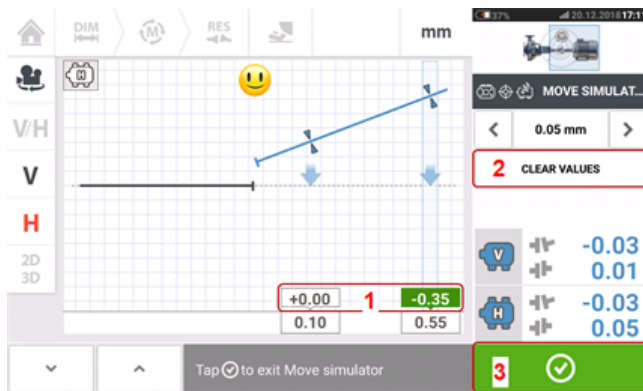 DIM
M
RES
mm
37%
20.12.2018 17:1
MOVE SIMULAT...
0.05 mm
2
CLEAR VALUES
H
V/H
V
H
2D
3D
+0.00
1
-0.35
0.10
0.55
V
-0.03
0.01
H
-0.03
0.05
Tap to exit Move simulator
3